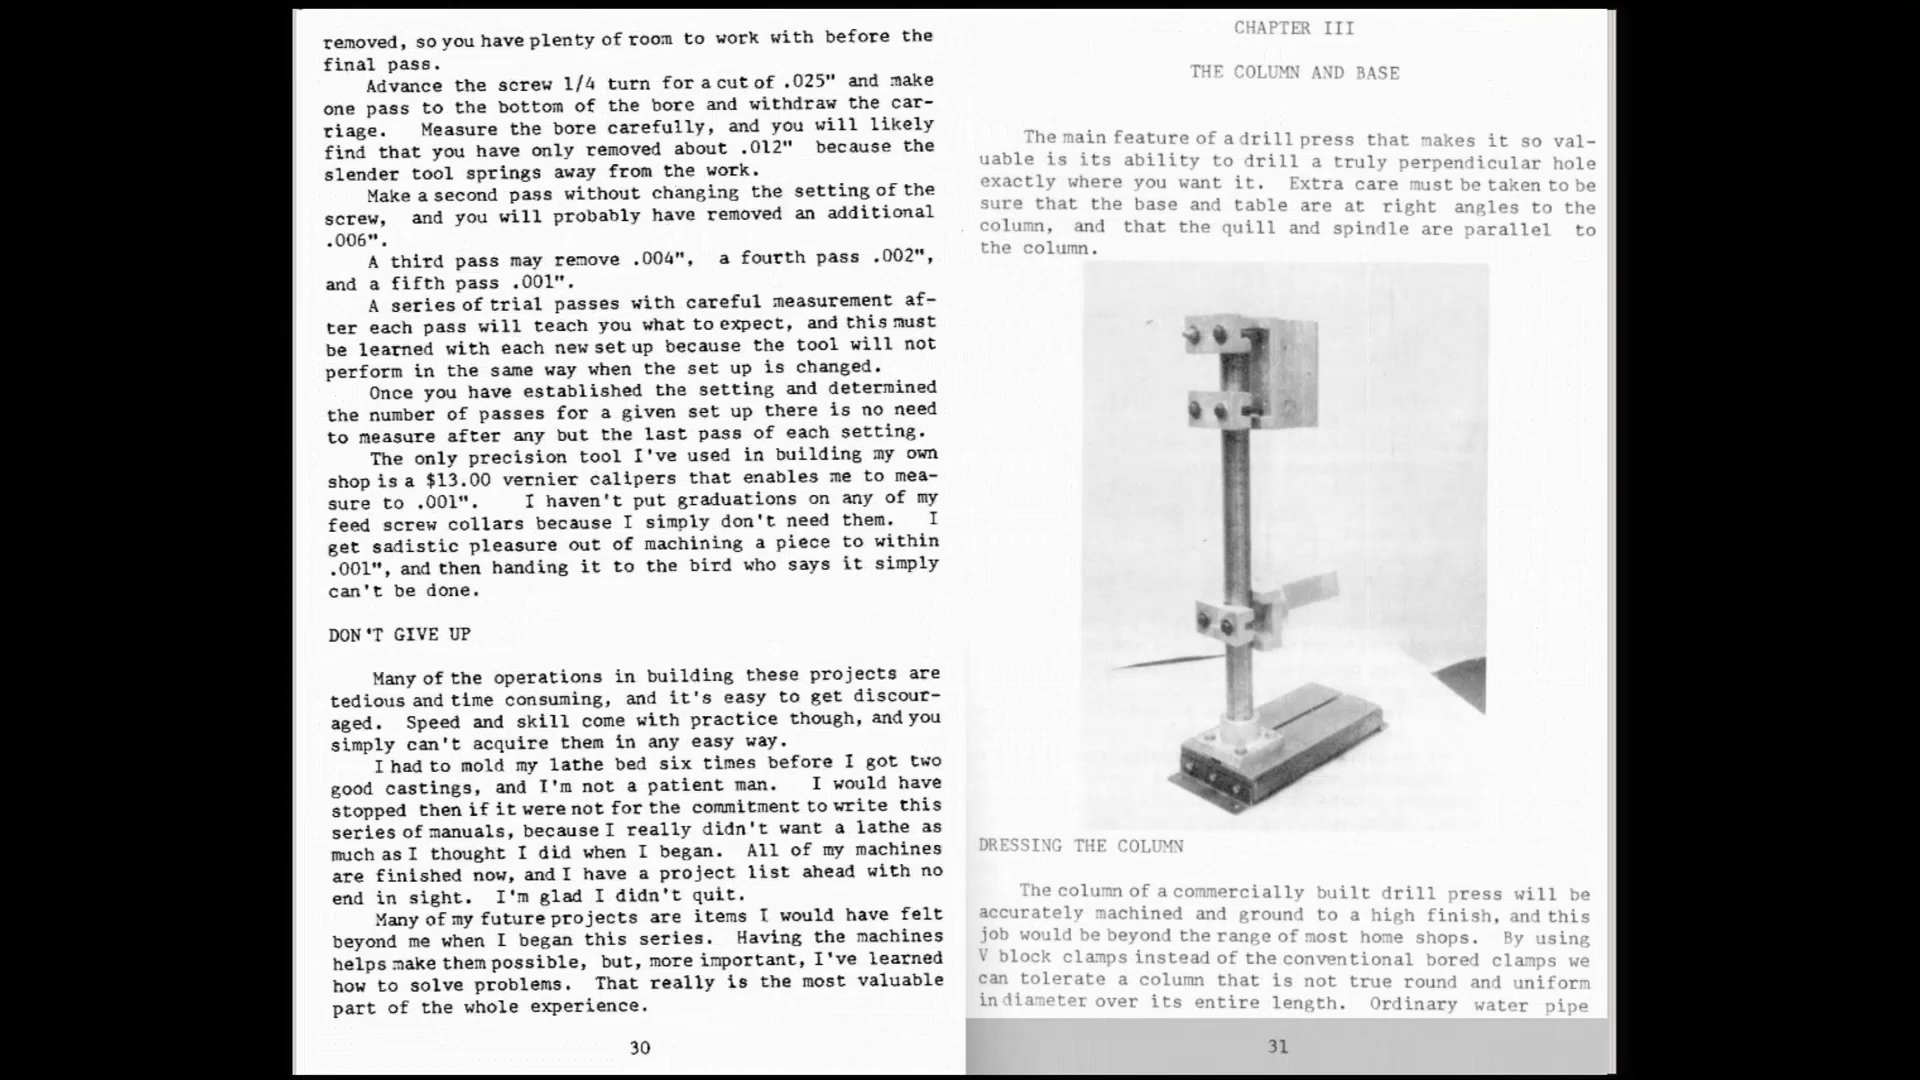 removed, so you have plenty of room to work with before the
final pass.
Advance the screw 1/4 turn for a cut of .025" and make
one pass to the bottom of the bore and withdraw the car-
riage. Measure the bore carefully, and you will likely
find that you have only removed about .012" because the
slender tool springs away from the work.
Make a second pass without changing the setting of the
screw, and you will probably have removed an additional
.006".
A third pass may remove .004", a fourth pass .002",
and a fifth pass .001".
A series of trial passes with careful measurement af-
ter each pass will teach you what to expect, and this must
be learned with each new set up because the tool will not
perform in the same way when the set up is changed.
Once you have established the setting and determined
the number of passes for a given set up there is no need
to measure after any but the last pass of each setting.
The only precision tool I've used in building my own
shop is a $13.00 vernier calipers that enables me to mea-
sure to .001". I haven't put graduations on any of my
feed screw collars because I simply don't need them. I
get sadistic pleasure out of machining a piece to within
.001", and then handing it to the bird who says it simply
can't be done.
DON'T GIVE UP
Many of the operations in building these projects are
tedious and time consuming, and it's easy to get discour-
aged. Speed and skill come with practice though, and you
simply can't acquire them in any easy way.
I had to mold my lathe bed six times before I got two
good castings, and I'm not a patient man. I would have
stopped then if it were not for the commitment to write this
series of manuals, because I really didn't want a lathe as
much as I thought I did when I began. All of my machines
are finished now, and I have a project list ahead with no
end in sight. I'm glad I didn't quit.
Many of my future projects are items I would have felt
beyond me when I began this series. Having the machines
helps make them possible, but, more important, I've learned
how to solve problems. That really is the most valuable
part of the whole experience.
30
CHAPTER III
THE COLUMN AND BASE
The main feature of a drill press that makes it so val-
uable is its ability to drill a truly perpendicular hole
exactly where you want it. Extra care must be taken to be
sure that the base and table are at right angles to the
column, and that the quill and spindle are parallel to
the column.
DRESSING THE COLUMN
The column of a commercially built drill press will be
accurately machined and ground to a high finish, and this
job would be beyond the range of most home shops. By using
V block clamps instead of the conventional bored clamps we
can tolerate a column that is not true round and uniform
in diameter over its entire length. Ordinary water pipe
31